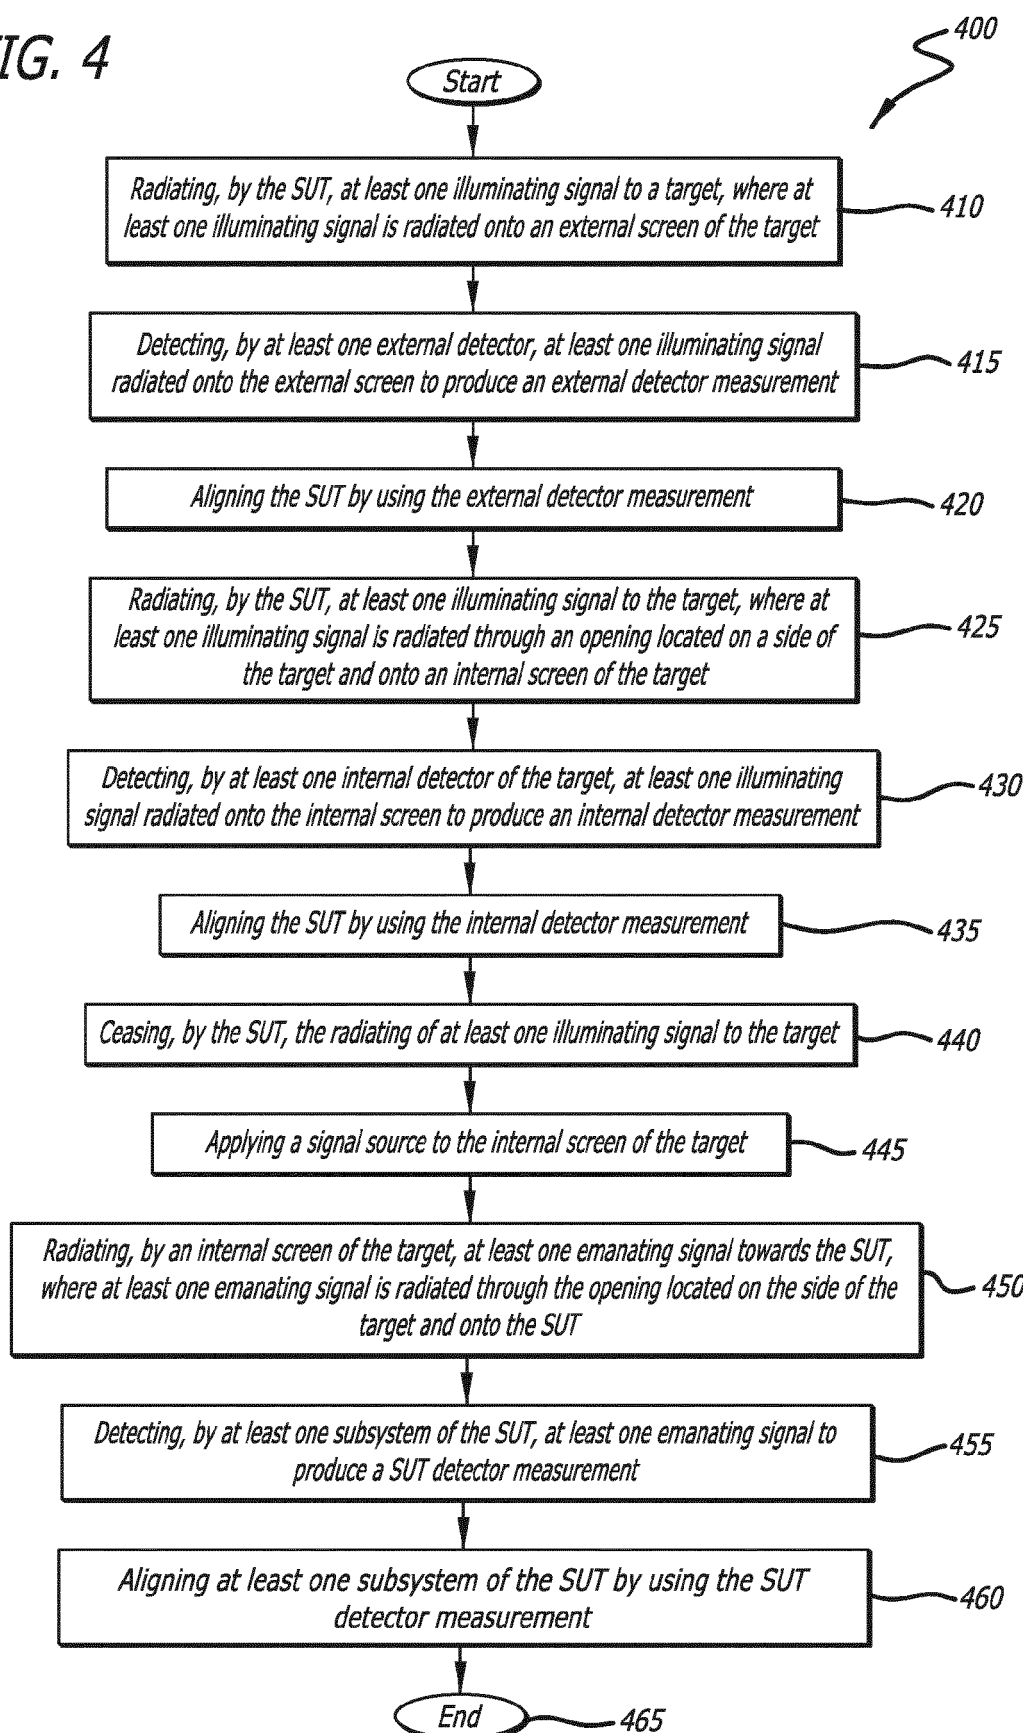 IG. 4
400
Start
Radiating, by the SUT, at least one illuminating signal to a target, where at
least one illuminating signal is radiated onto an external screen of the target
410
Detecting, by at least one external detector, at least one illuminating signal
radiated onto the external screen to produce an external detector measurement
415
Aligning the SUT by using the external detector measurement
420
Radiating, by the SUT, at least one illuminating signal to the target, where at
least one illuminating signal is radiated through an opening located on a side of
the target and onto an internal screen of the target
425
Detecting, by at least one internal detector of the target, at least one illuminating
signal radiated onto the internal screen to produce an internal detector measurement
430
Aligning the SUT by using the internal detector measurement
435
Ceasing, by the SUT, the radiating of at least one illuminating signal to the target
440
Applying a signal source to the internal screen of the target
445
Radiating, by an internal screen of the target, at least one emanating signal towards the SUT,
where at least one emanating signal is radiated through the opening located on the side of the
target and onto the SUT
450
Detecting, by at least one subsystem of the SUT, at least one emanating signal to
produce a SUT detector measurement
455
Aligning at least one subsystem of the SUT by using the SUT
detector measurement
460
End
465